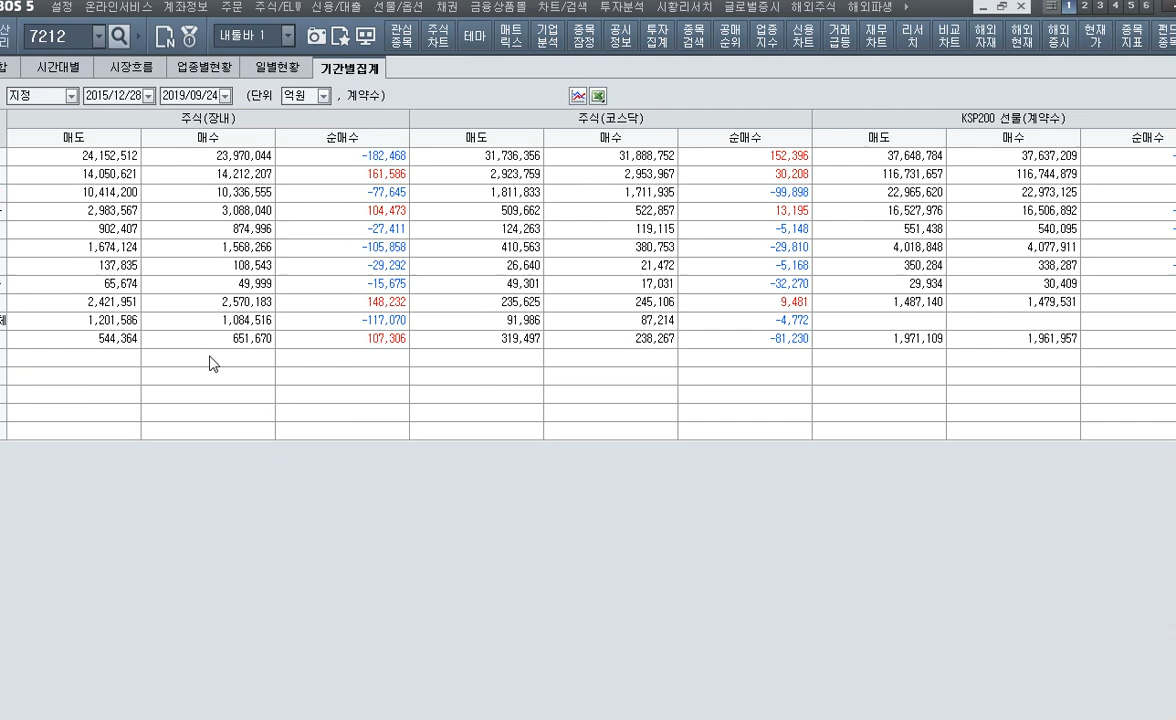 BOS 5 설정 온라인서비스 계좌정보 주문 주식/ELW 신용/대출 선물/옵션 채권 금융상품몰 차트/검색 투자분석 시황리서치 글로벌증시 해외주식 해외파생 1 2 3 4 5 6
7212 내툴바 1 관심종목 주식차트 테마 매트릭스 기업분석 공시정보 투자집계 종목잠정 종목검색 공매순위 업종지수 신용차트 거래급등 재무차트 리서치 비교차트 해외자재 해외현재 해외증시 현재가 종목지표 펀드종목
합 시간대별 시장흐름 업종별현황 일별현황 기간별집계
지정 2015/12/28 2019/09/24 (단위 억원 , 계약수)
주식(장내) 주식(코스닥) KSP200 선물(계약수)
매도 매수 순매수 매도 매수 순매수 매도 매수 순매수
24,152,512 23,970,044 -182,468 31,736,356 31,888,752 152,396 37,648,784 37,637,209
14,050,621 14,212,207 161,586 2,923,759 2,953,967 30,208 116,731,657 116,744,879
10,414,200 10,336,555 -77,645 1,811,833 1,711,935 -99,898 22,965,620 22,973,125
2,983,567 3,088,040 104,473 509,662 522,857 13,195 16,527,976 16,506,892
902,407 874,996 -27,411 124,263 119,115 -5,148 551,438 540,095
1,674,124 1,568,266 -105,858 410,563 380,753 -29,810 4,018,848 4,077,911
137,835 108,543 -29,292 26,640 21,472 -5,168 350,284 338,287
65,674 49,999 -15,675 49,301 17,031 -32,270 29,934 30,409
2,421,951 2,570,183 148,232 235,625 245,106 9,481 1,487,140 1,479,531
체 1,201,586 1,084,516 -117,070 91,986 87,214 -4,772
544,364 651,670 107,306 319,497 238,267 -81,230 1,971,109 1,961,957